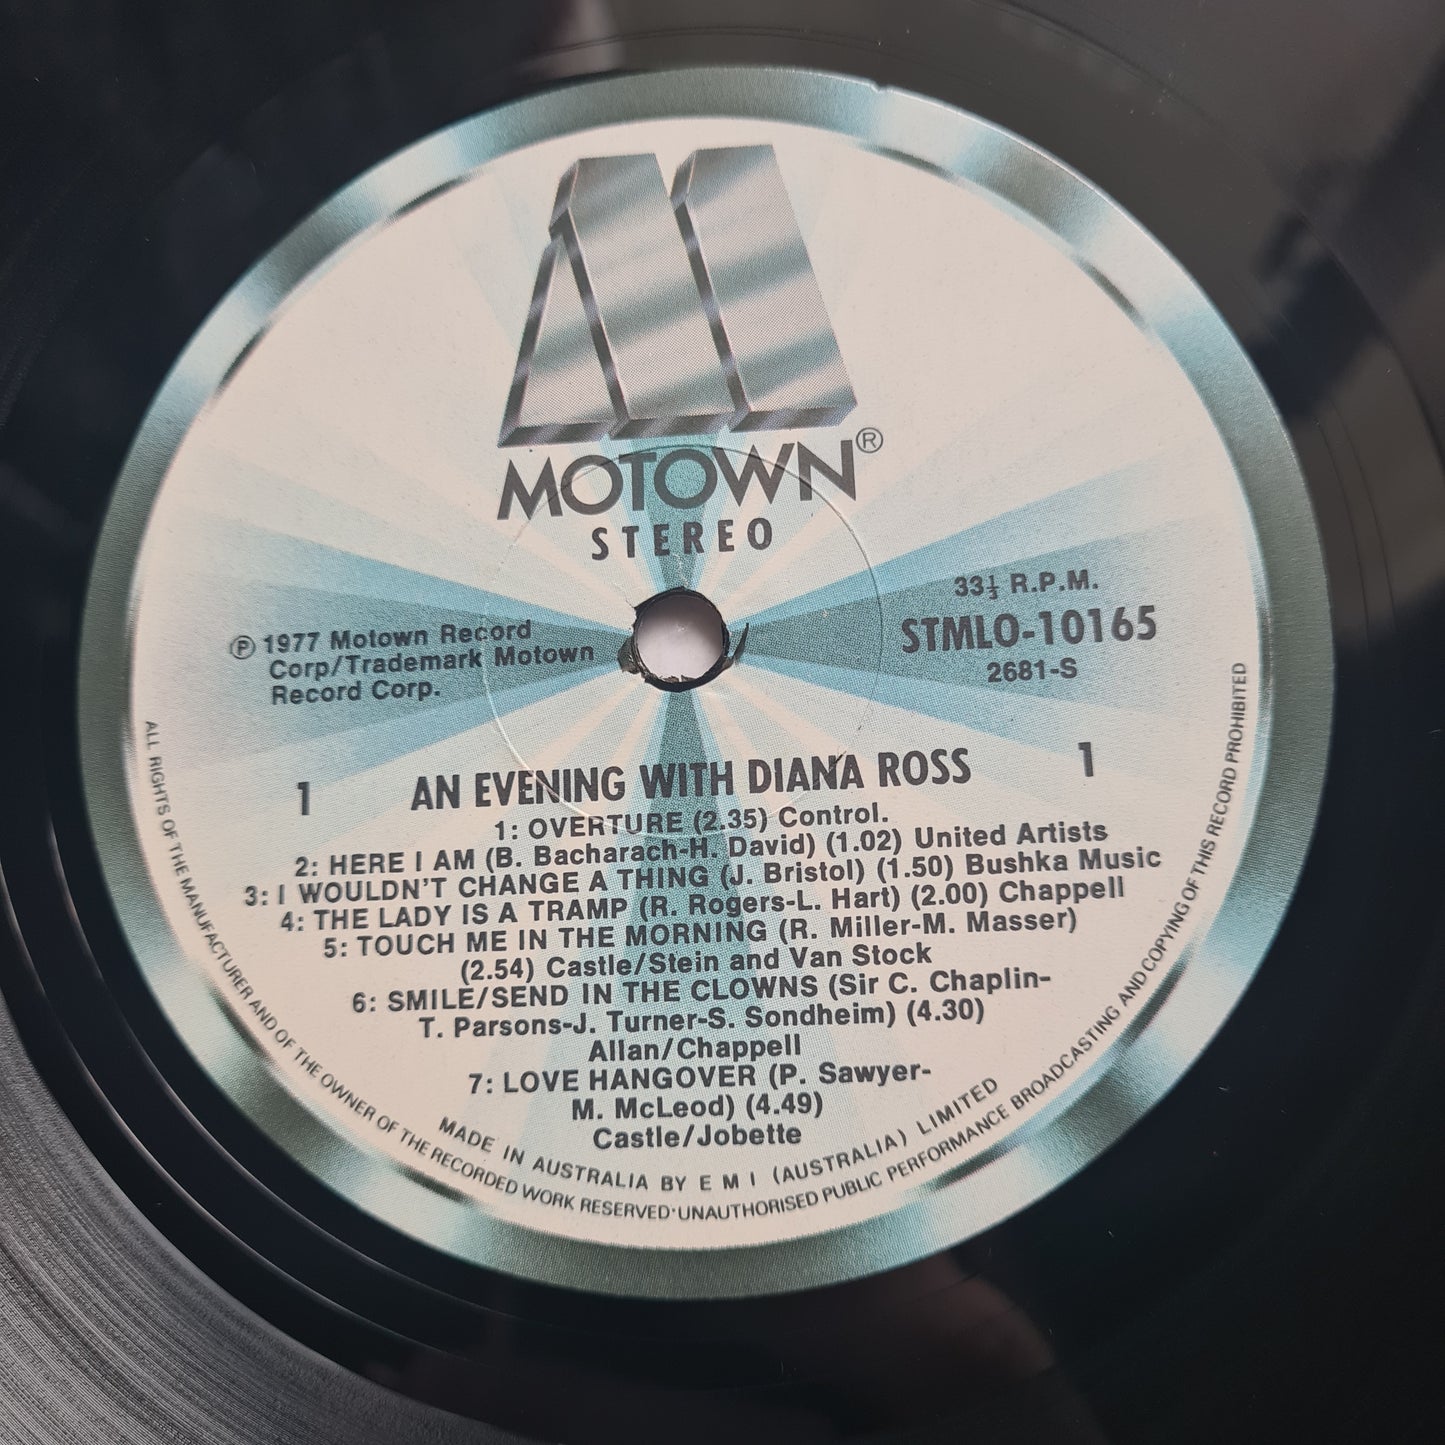 MOTOWN®
STEREO
33⅓ R.P.M.
STMLO-10165
2681-S
℗ 1977 Motown Record
Corp/Trademark Motown
Record Corp.
1 AN EVENING WITH DIANA ROSS 1
1: OVERTURE (2.35) Control.
2: HERE I AM (B. Bacharach-H. David) (1.02) United Artists
3: I WOULDN'T CHANGE A THING (J. Bristol) (1.50) Bushka Music
4: THE LADY IS A TRAMP (R. Rogers-L. Hart) (2.00) Chappell
5: TOUCH ME IN THE MORNING (R. Miller-M. Masser)
(2.54) Castle/Stein and Van Stock
6: SMILE/SEND IN THE CLOWNS (Sir C. Chaplin-
T. Parsons-J. Turner-S. Sondheim) (4.30)
Allan/Chappell
7: LOVE HANGOVER (P. Sawyer-
M. McLeod) (4.49)
Castle/Jobette
MADE IN AUSTRALIA BY E M I (AUSTRALIA) LIMITED
ALL RIGHTS OF THE MANUFACTURER AND OF THE OWNER OF THE RECORDED WORK RESERVED·UNAUTHORISED PUBLIC PERFORMANCE BROADCASTING AND COPYING OF THIS RECORD PROHIBITED